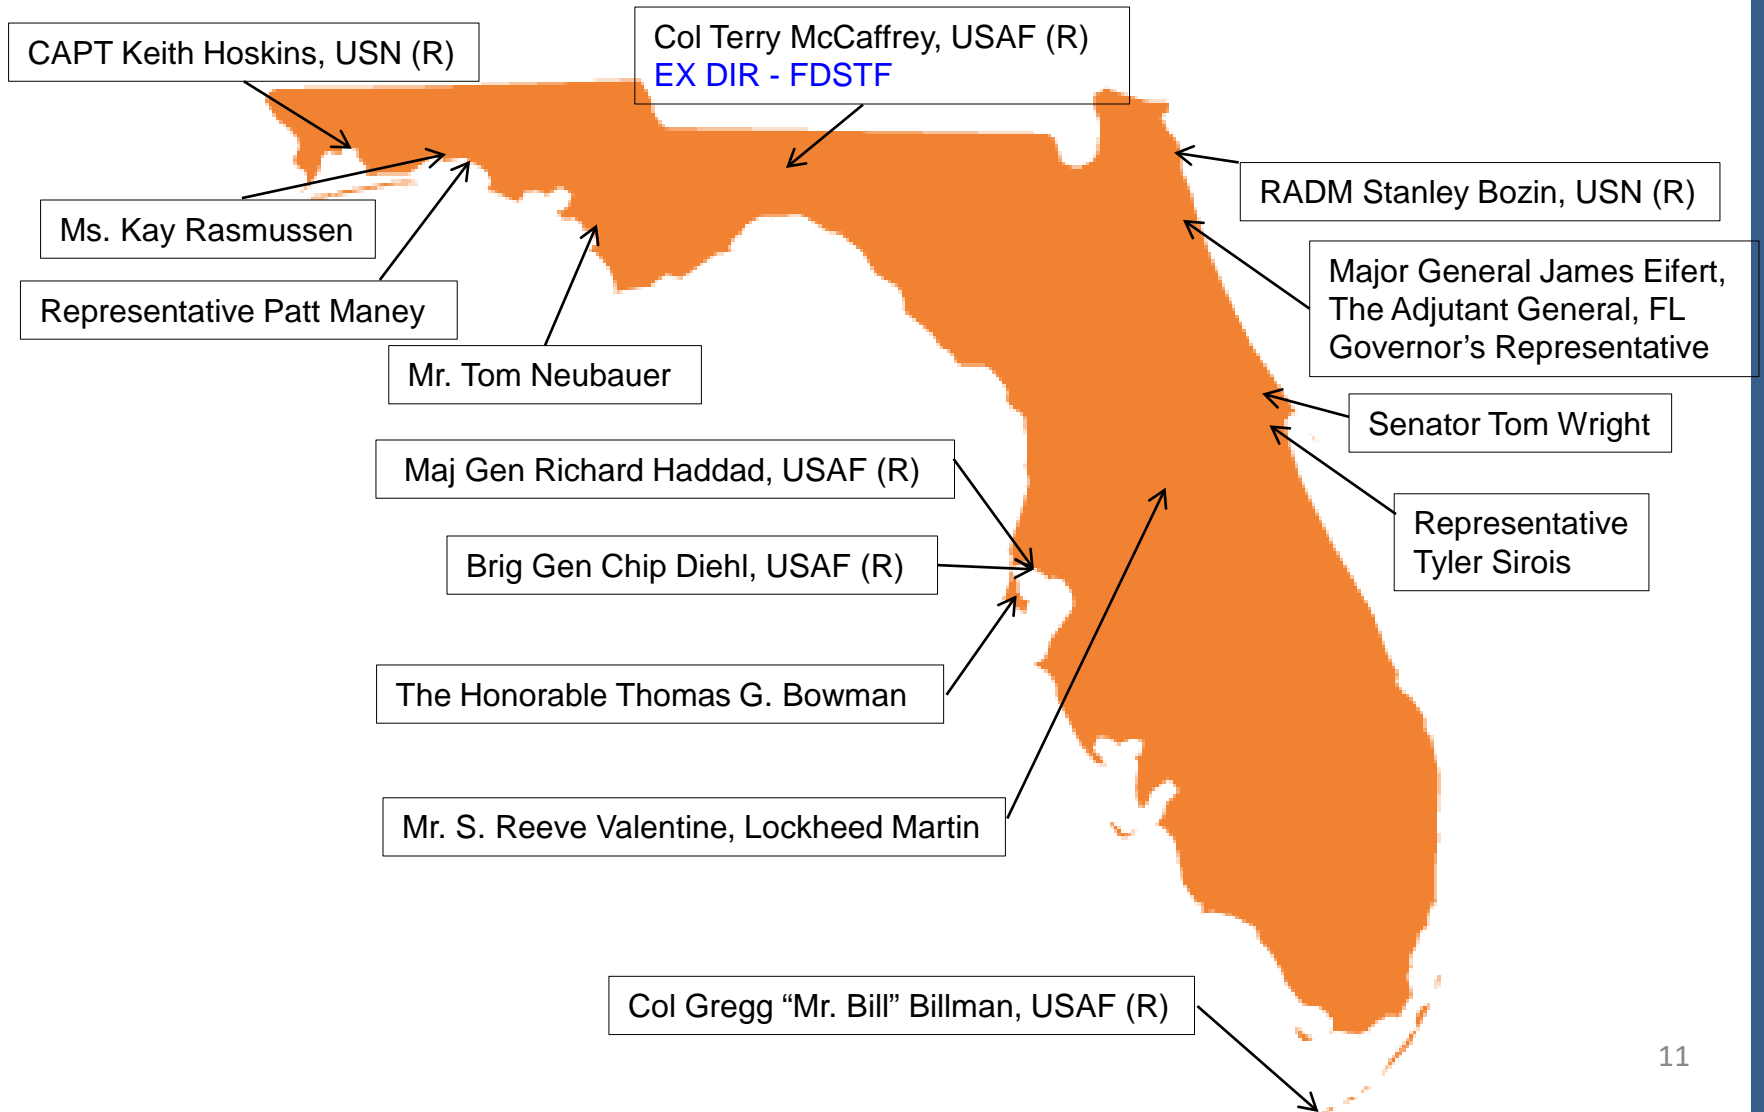 CAPT Keith Hoskins, USN (R)
Col Terry McCaffrey, USAF (R)
EX DIR - FDSTF
RADM Stanley Bozin, USN (R)
Ms. Kay Rasmussen
Major General James Eifert,
The Adjutant General, FL
Governor’s Representative
Representative Patt Maney
Mr. Tom Neubauer
Senator Tom Wright
Maj Gen Richard Haddad, USAF (R)
Representative
Tyler Sirois
Brig Gen Chip Diehl, USAF (R)
The Honorable Thomas G. Bowman
Mr. S. Reeve Valentine, Lockheed Martin
Col Gregg “Mr. Bill” Billman, USAF (R)
11